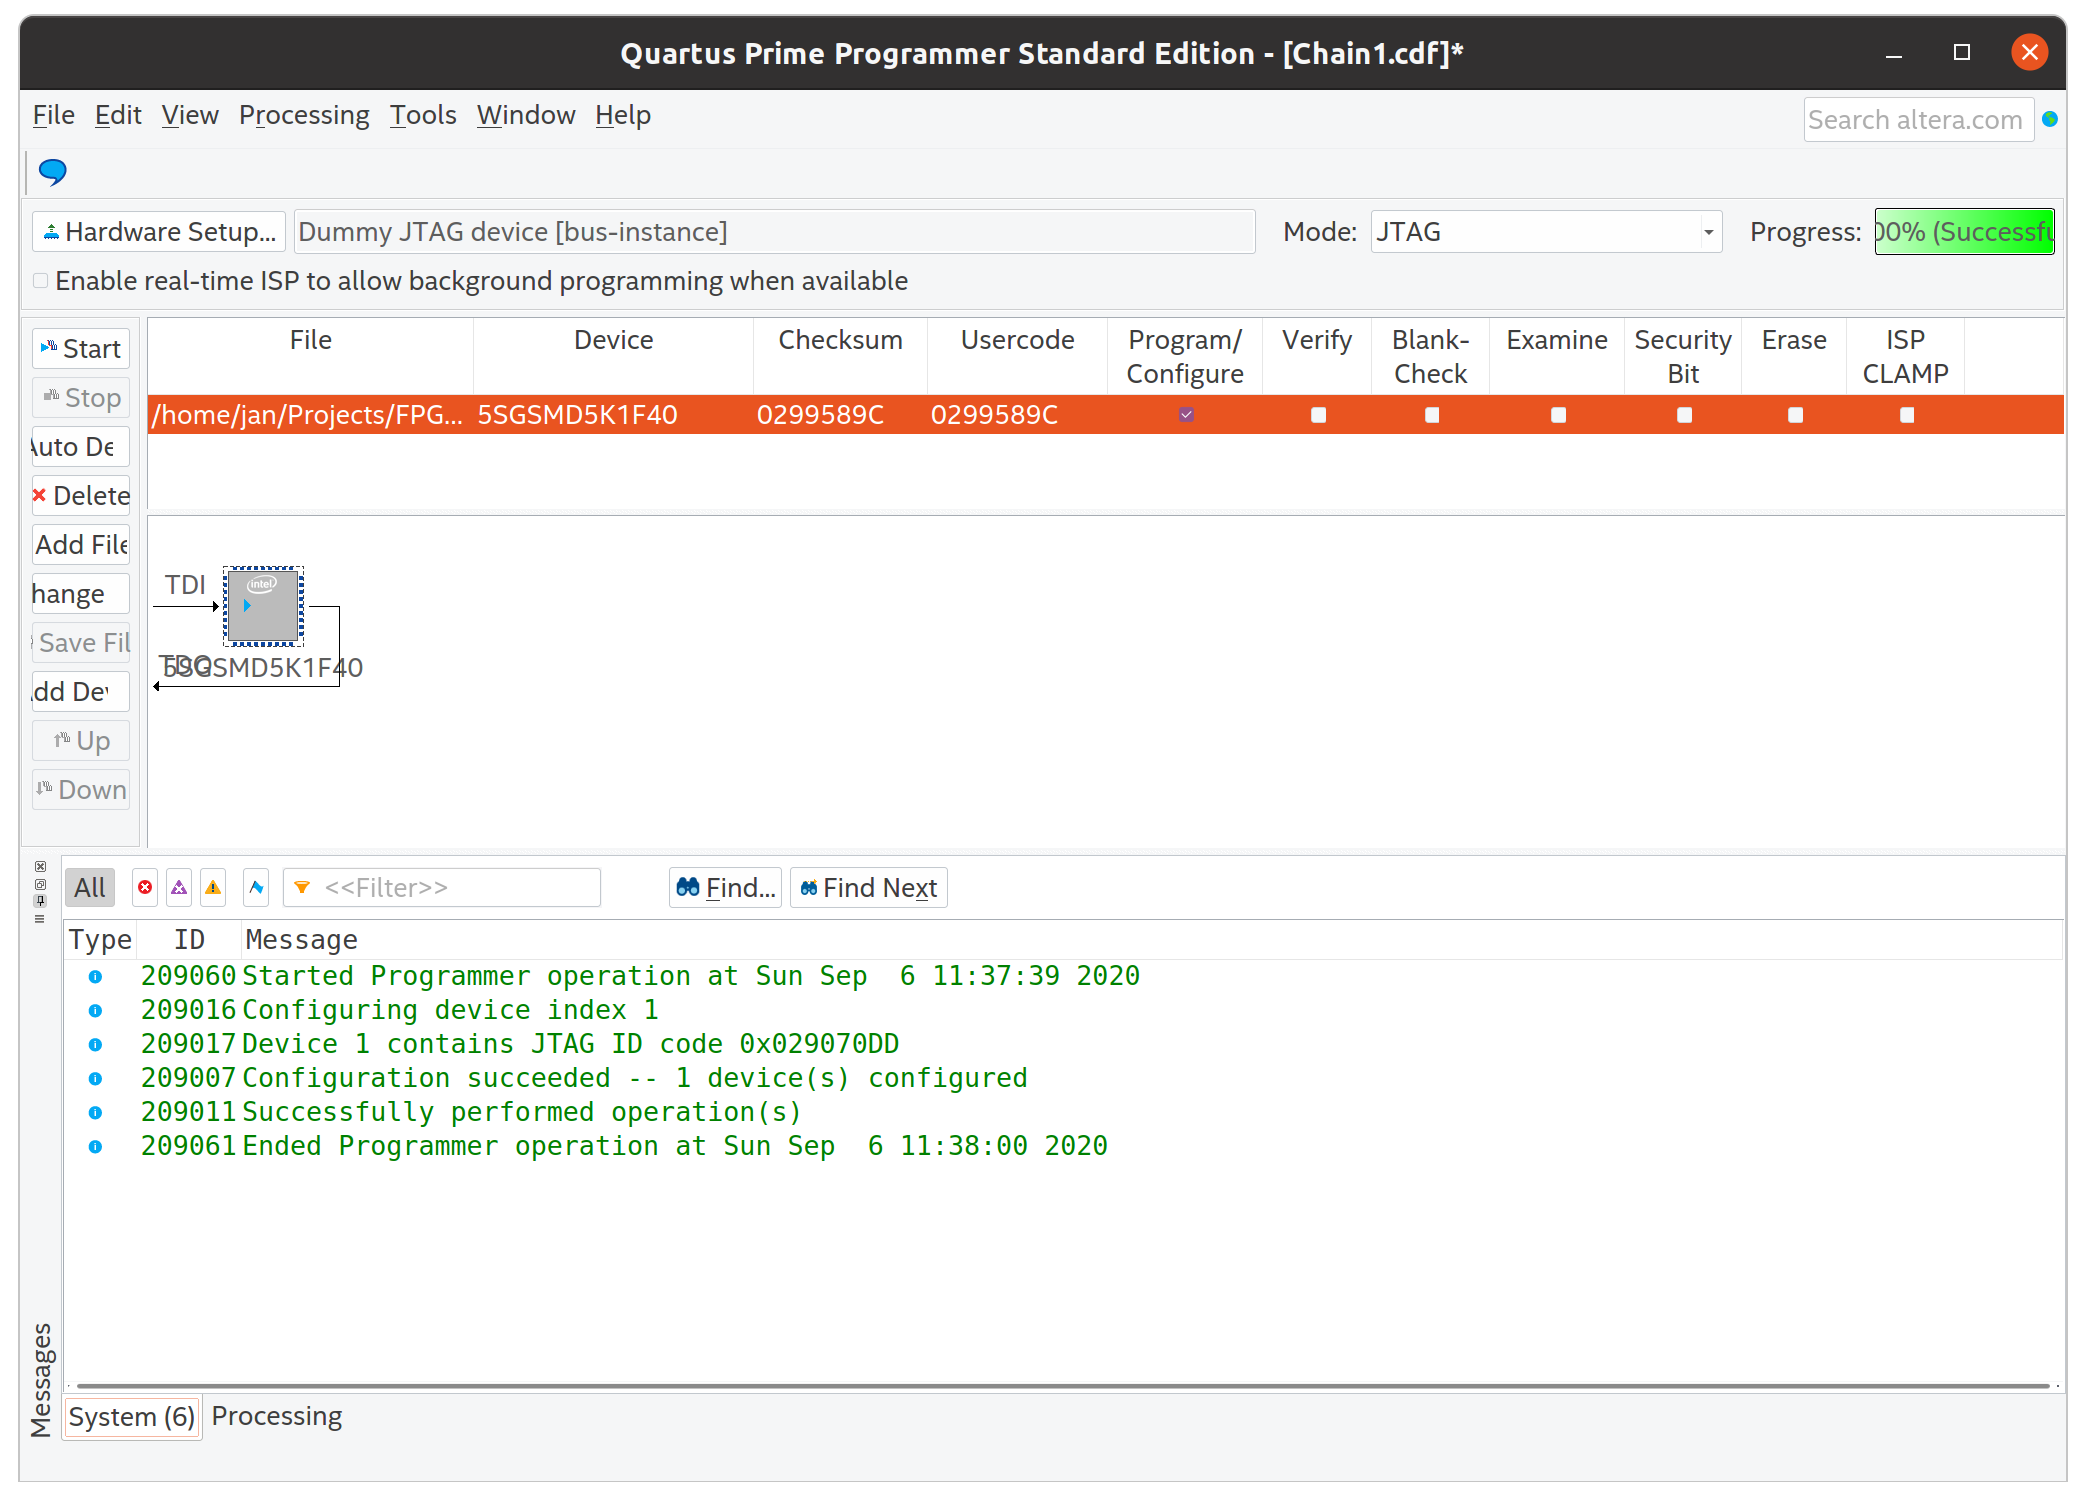 Quartus Prime Programmer Standard Edition - [Chain1.cdf]*
File Edit View Processing Tools Window Help
Search altera.com
Hardware Setup... Dummy JTAG device [bus-instance] Mode: JTAG Progress: 00% (Successfu
Enable real-time ISP to allow background programming when available
File Device Checksum Usercode Program/ Verify Blank- Examine Security Erase ISP
Configure Check Bit CLAMP
/home/jan/Projects/FPG... 5SGSMD5K1F40 0299589C 0299589C
Start
Stop
Auto De
Delete
Add File
hange
Save Fil
dd Dev
Up
Down
TDI
intel
TDO
5SGSMD5K1F40
All <<Filter>> Find... Find Next
Type ID Message
209060 Started Programmer operation at Sun Sep  6 11:37:39 2020
209016 Configuring device index 1
209017 Device 1 contains JTAG ID code 0x029070DD
209007 Configuration succeeded -- 1 device(s) configured
209011 Successfully performed operation(s)
209061 Ended Programmer operation at Sun Sep  6 11:38:00 2020
Messages
System (6) Processing